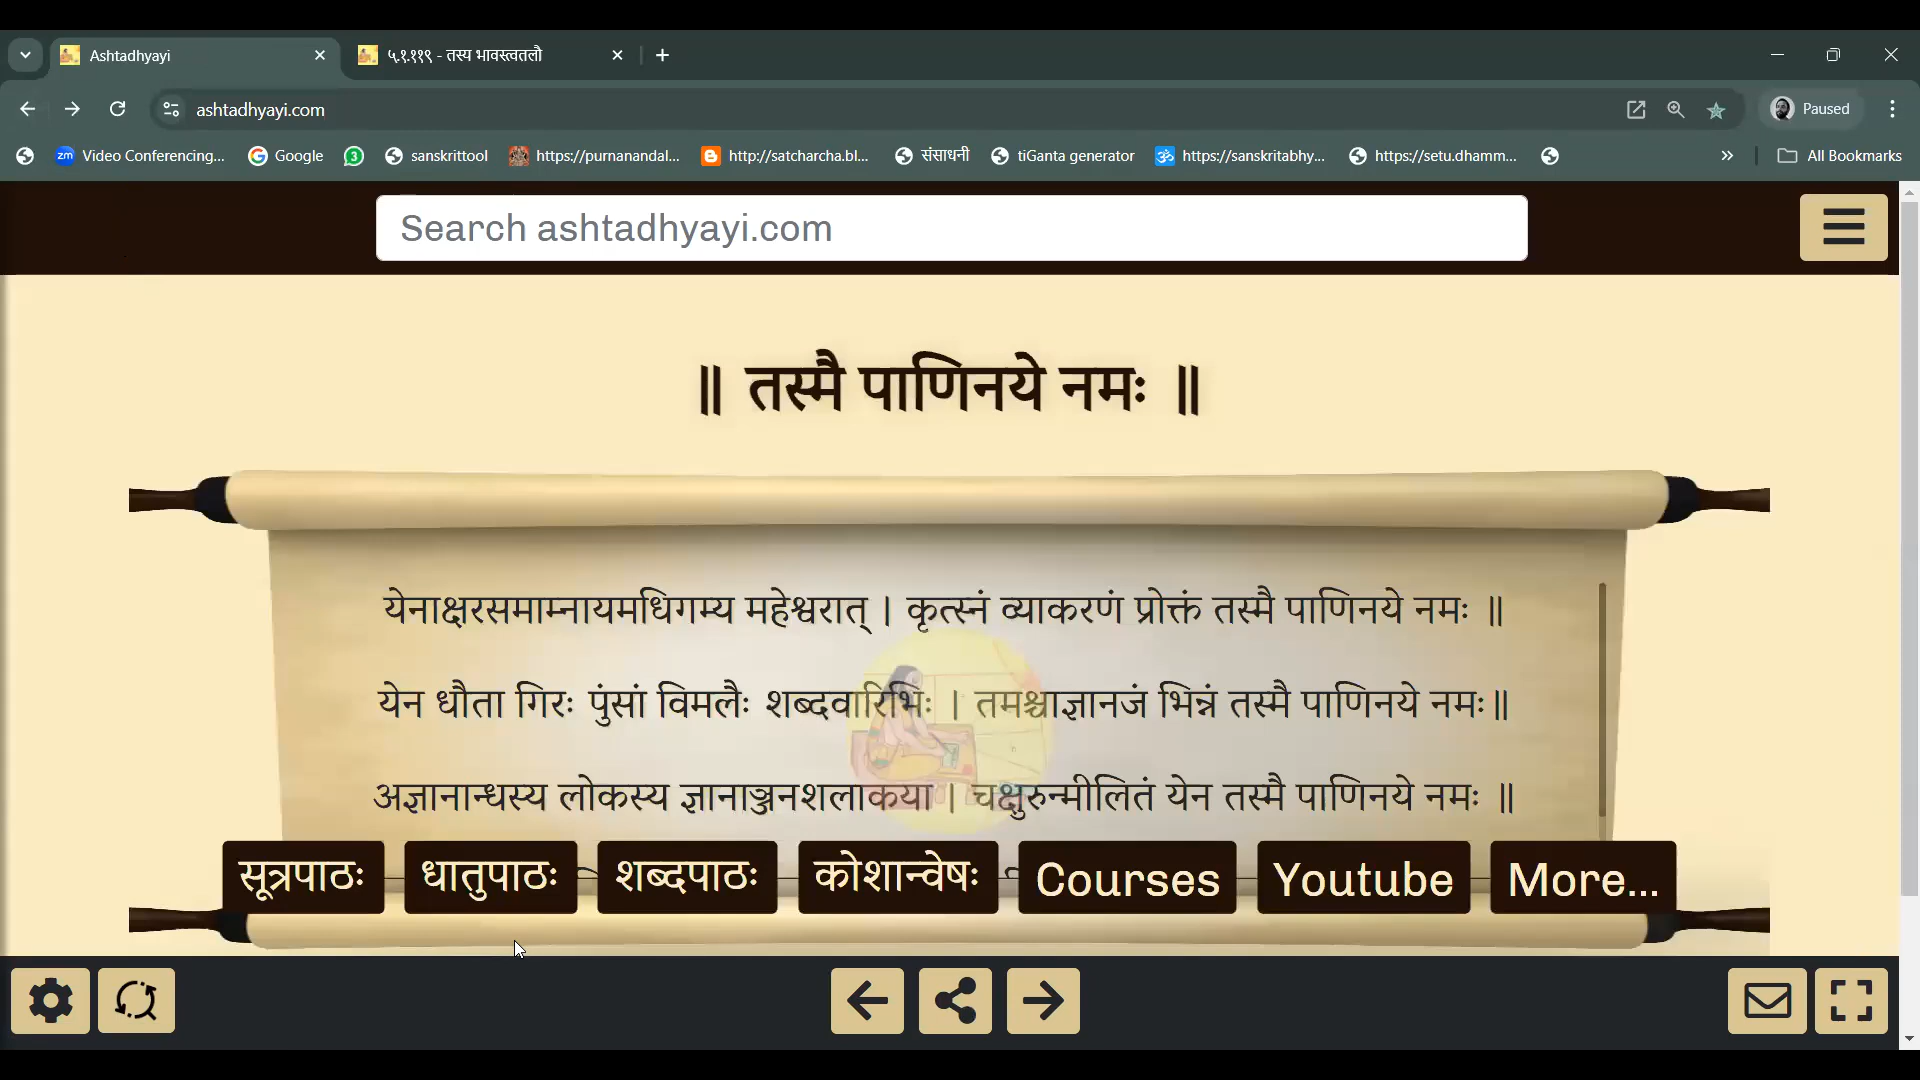 Ashtadhyayi
५.१.११९ - तस्य भावस्त्वतलौ
ashtadhyayi.com
Paused
zm Video Conferencing... Google 3 sanskrittool https://purnanandal... http://satcharcha.bl... संसाधनी tiGanta generator https://sanskritabhy... https://setu.dhamm... » All Bookmarks
Search ashtadhyayi.com
॥ तस्मै पाणिनये नमः ॥
येनाक्षरसमाम्नायमधिगम्य महेश्वरात् । कृत्स्नं व्याकरणं प्रोक्तं तस्मै पाणिनये नमः ॥
येन धौता गिरः पुंसां विमलैः शब्दवारिभिः । तमश्चाज्ञानजं भिन्नं तस्मै पाणिनये नमः॥
अज्ञानान्धस्य लोकस्य ज्ञानाञ्जनशलाकया । चक्षुरुन्मीलितं येन तस्मै पाणिनये नमः ॥
सूत्रपाठः धातुपाठः शब्दपाठः कोशान्वेषः Courses Youtube More...